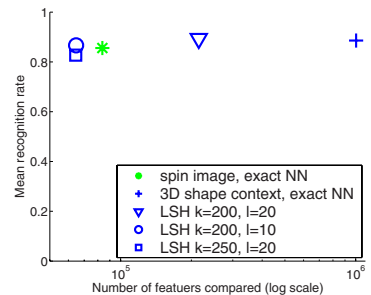 1
0.8
0.6
0.4
0.2
0
Mean recognition rate
spin image, exact NN
3D shape context, exact NN
LSH k=200, l=20
LSH k=200, l=10
LSH k=250, l=20
10^5
10^6
Number of featuers compared (log scale)